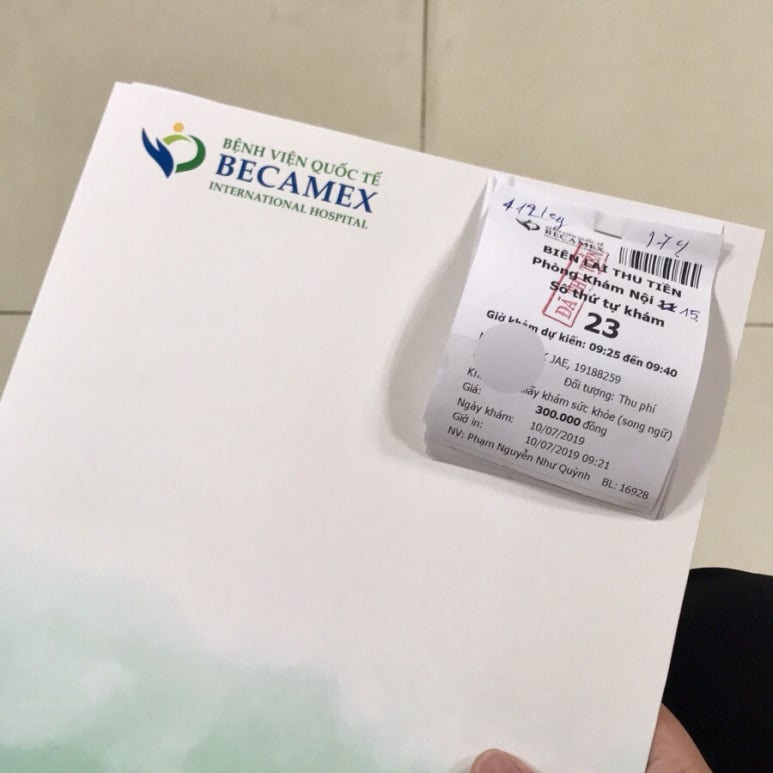 BỆNH VIỆN QUỐC TẾ
BECAMEX
INTERNATIONAL HOSPITAL
174
BECAMEX
BIÊN LAI THU TIỀN
Phòng Khám Nội 11 15
Số thứ tự khám
23
Giờ khám dự kiến: 09:25 đến 09:40
JAE, 19188259
Đối tượng: Thu phí
giấy khám sức khỏe (song ngữ)
Giá: 300.000 đồng
Ngày khám: 10/07/2019
Giờ in: 10/07/2019 09:21
NV: Phạm Nguyễn Như Quỳnh BL: 16928